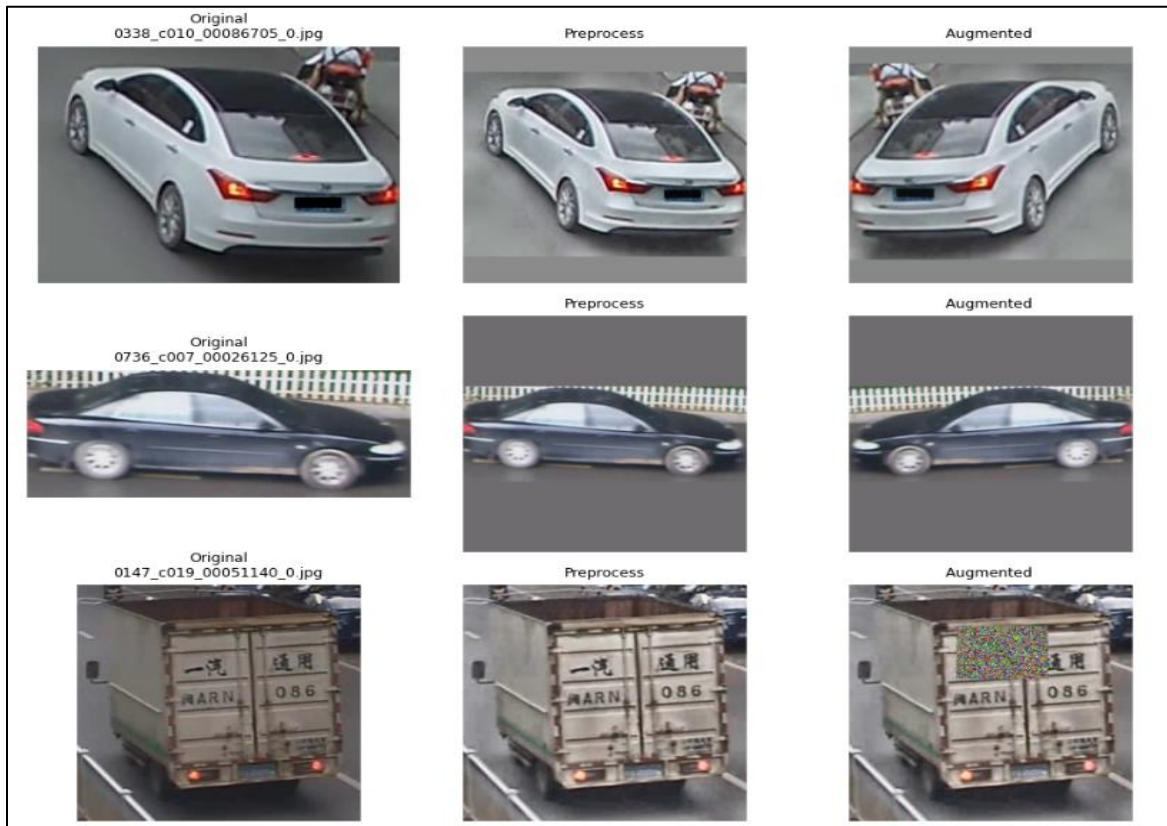 Original
0338_c010_00086705_0.jpg
Preprocess
Augmented
Original
0736_c007_00026125_0.jpg
Preprocess
Augmented
Original
0147_c019_00051140_0.jpg
Preprocess
Augmented
一汽 通用
ARN 086
一汽 通用
ARN 086
通用
ARN 086